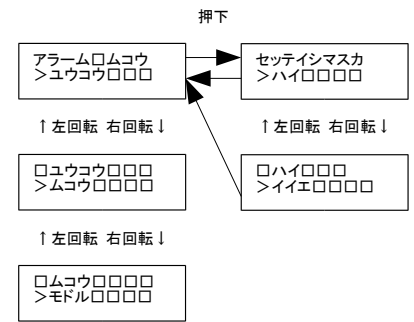 押下
アラーム□ムコウ
>ユウコウ□□□
セッテイシマスカ
>ハイ□□□□
↑左回転 右回転↓
↑左回転 右回転↓
□ユウコウ□□□
>ムコウ□□□□
□ハイ□□□
>イイエ□□□□
↑左回転 右回転↓
□ムコウ□□□□
>モドル□□□□